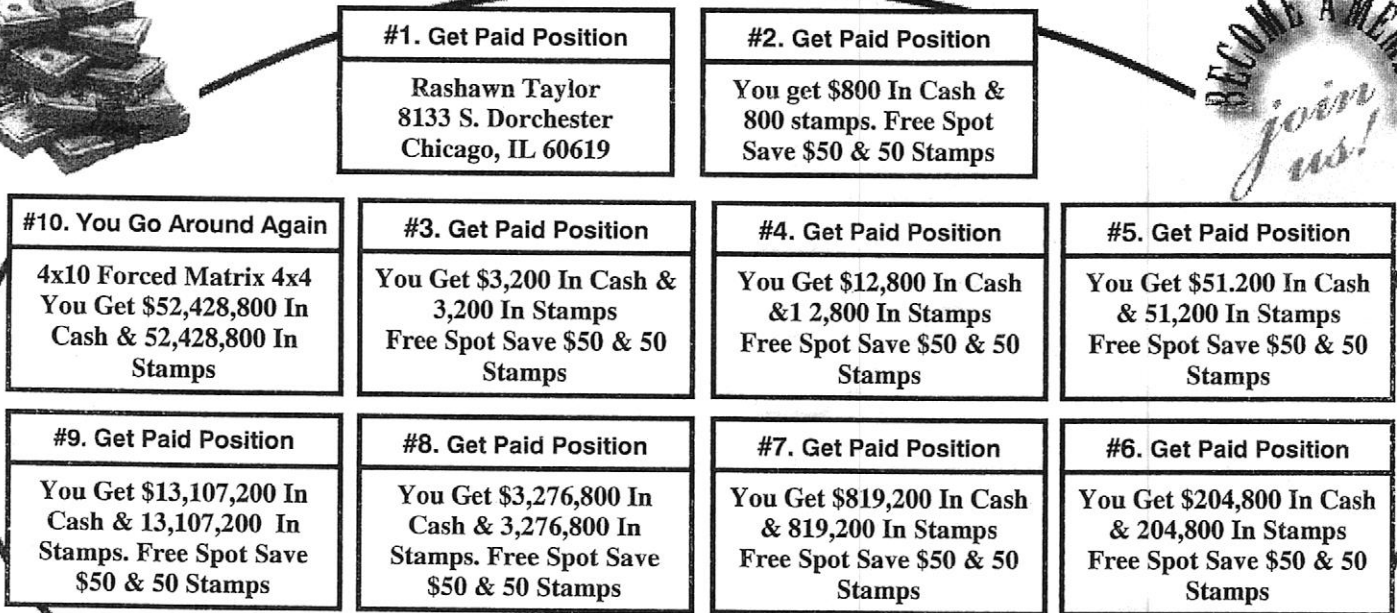 #1. Get Paid Position
Rashawn Taylor
8133 S. Dorchester
Chicago, IL 60619
#2. Get Paid Position
You get $800 In Cash &
800 stamps. Free Spot
Save $50 & 50 Stamps
BECOME A
join
us!
#10. You Go Around Again
4x10 Forced Matrix 4x4
You Get $52,428,800 In
Cash & 52,428,800 In
Stamps
#3. Get Paid Position
You Get $3,200 In Cash &
3,200 In Stamps
Free Spot Save $50 & 50
Stamps
#4. Get Paid Position
You Get $12,800 In Cash
&1 2,800 In Stamps
Free Spot Save $50 & 50
Stamps
#5. Get Paid Position
You Get $51.200 In Cash
& 51,200 In Stamps
Free Spot Save $50 & 50
Stamps
#9. Get Paid Position
You Get $13,107,200 In
Cash & 13,107,200 In
Stamps. Free Spot Save
$50 & 50 Stamps
#8. Get Paid Position
You Get $3,276,800 In
Cash & 3,276,800 In
Stamps. Free Spot Save
$50 & 50 Stamps
#7. Get Paid Position
You Get $819,200 In Cash
& 819,200 In Stamps
Free Spot Save $50 & 50
Stamps
#6. Get Paid Position
You Get $204,800 In Cash
& 204,800 In Stamps
Free Spot Save $50 & 50
Stamps